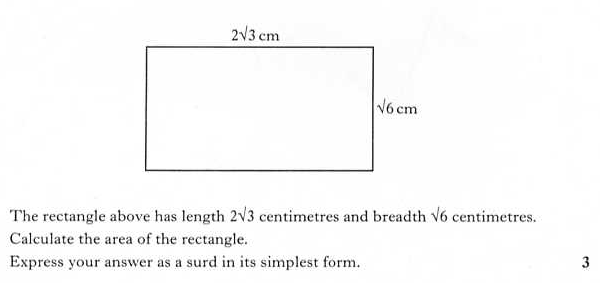 2√3 cm
√6 cm
The rectangle above has length 2√3 centimetres and breadth √6 centimetres.
Calculate the area of the rectangle.
Express your answer as a surd in its simplest form. 3